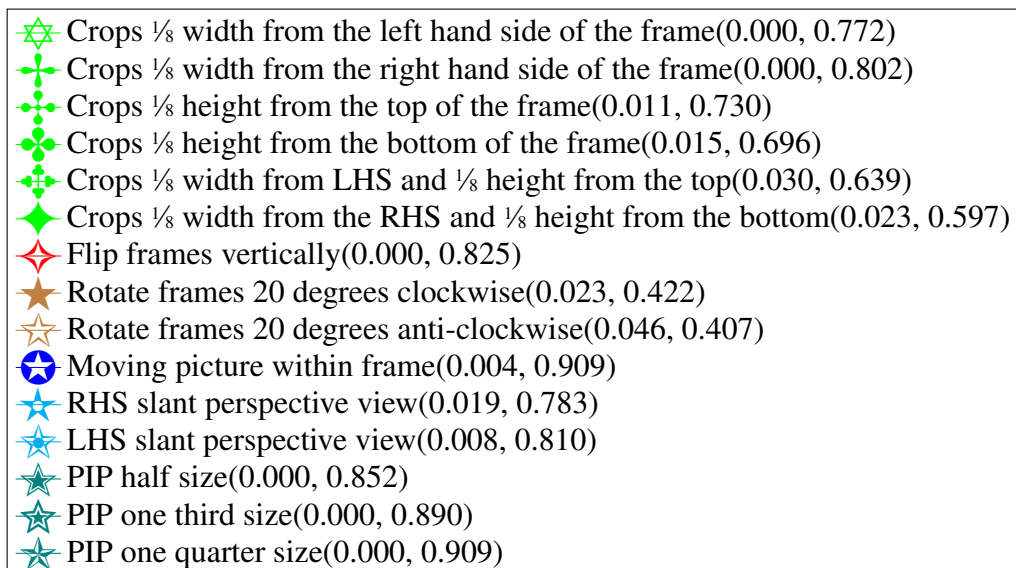 Crops ⅛ width from the left hand side of the frame(0.000, 0.772)
Crops ⅛ width from the right hand side of the frame(0.000, 0.802)
Crops ⅛ height from the top of the frame(0.011, 0.730)
Crops ⅛ height from the bottom of the frame(0.015, 0.696)
Crops ⅛ width from LHS and ⅛ height from the top(0.030, 0.639)
Crops ⅛ width from the RHS and ⅛ height from the bottom(0.023, 0.597)
Flip frames vertically(0.000, 0.825)
Rotate frames 20 degrees clockwise(0.023, 0.422)
Rotate frames 20 degrees anti-clockwise(0.046, 0.407)
Moving picture within frame(0.004, 0.909)
RHS slant perspective view(0.019, 0.783)
LHS slant perspective view(0.008, 0.810)
PIP half size(0.000, 0.852)
PIP one third size(0.000, 0.890)
PIP one quarter size(0.000, 0.909)